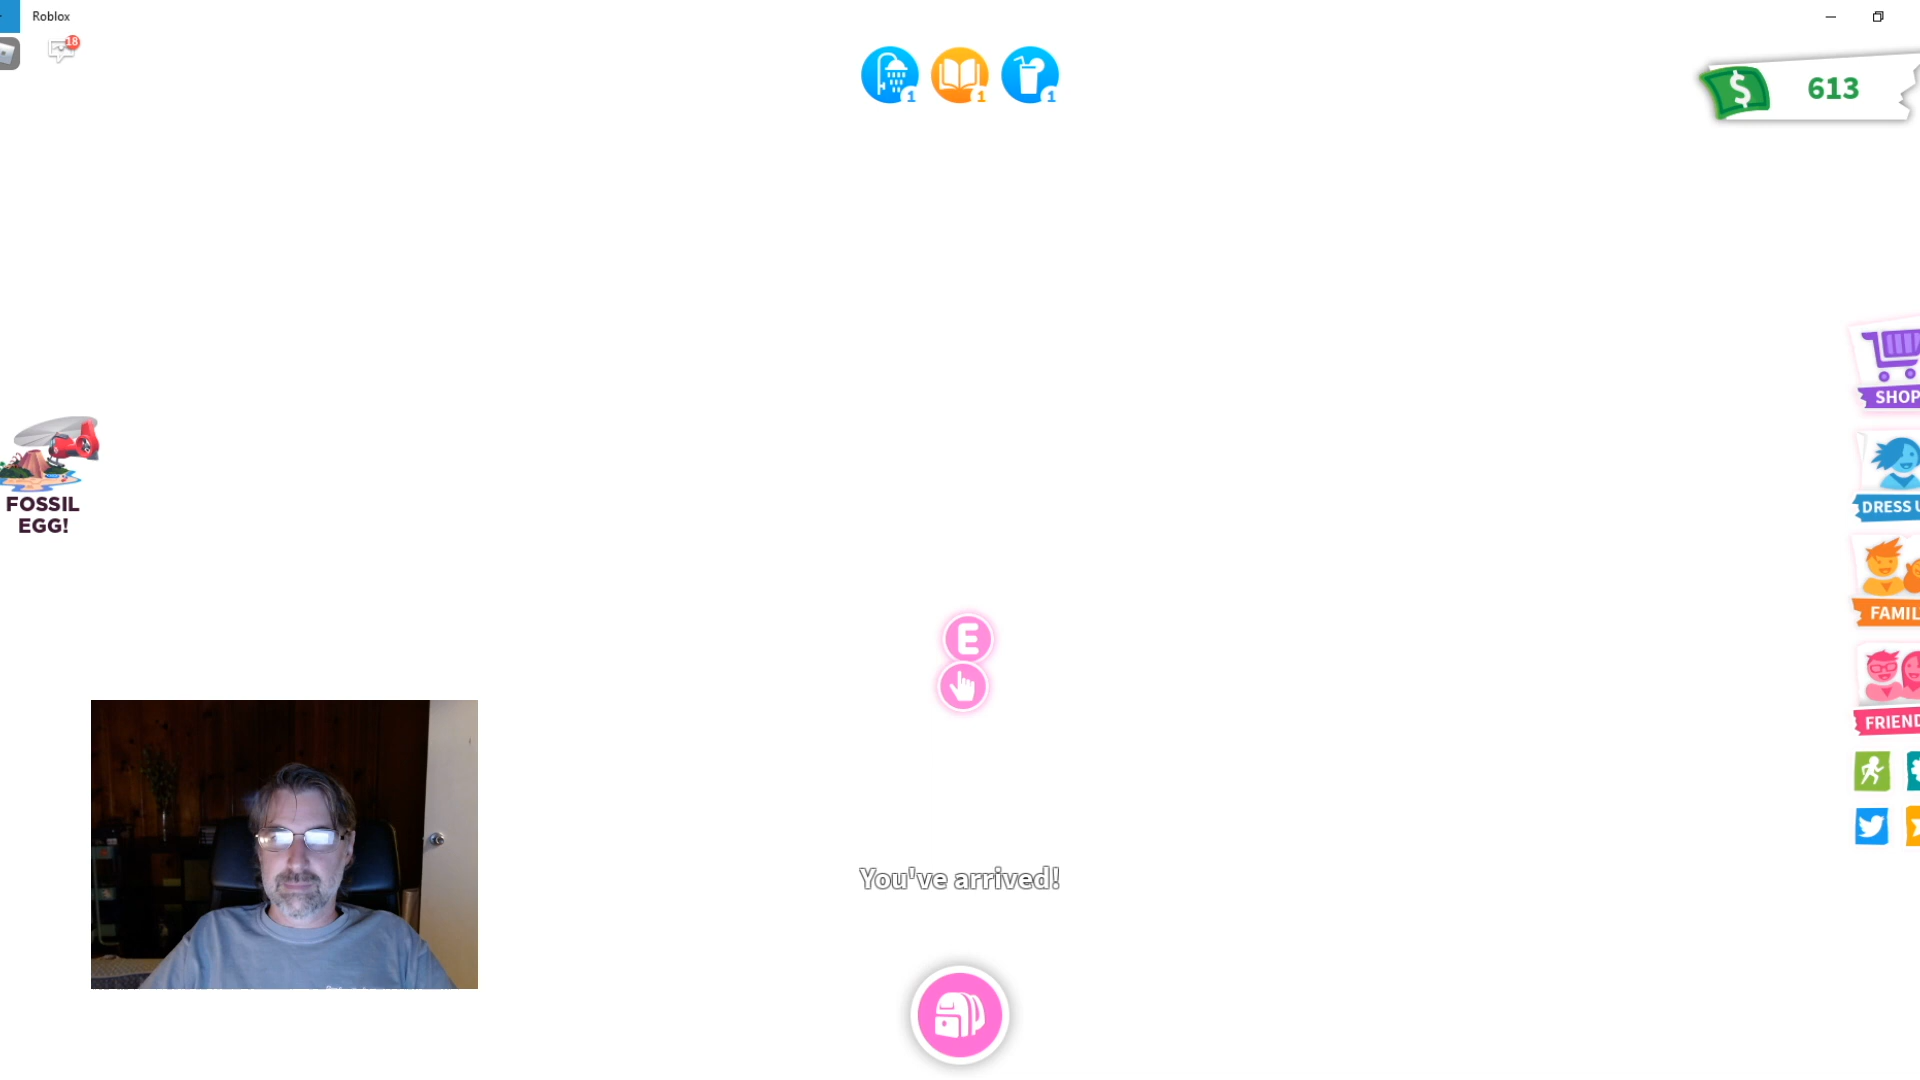 Roblox
18
1
1
1
613
FOSSIL
EGG!
SHOP
DRESS U
FAMIL
FRIEND
E
You've arrived!